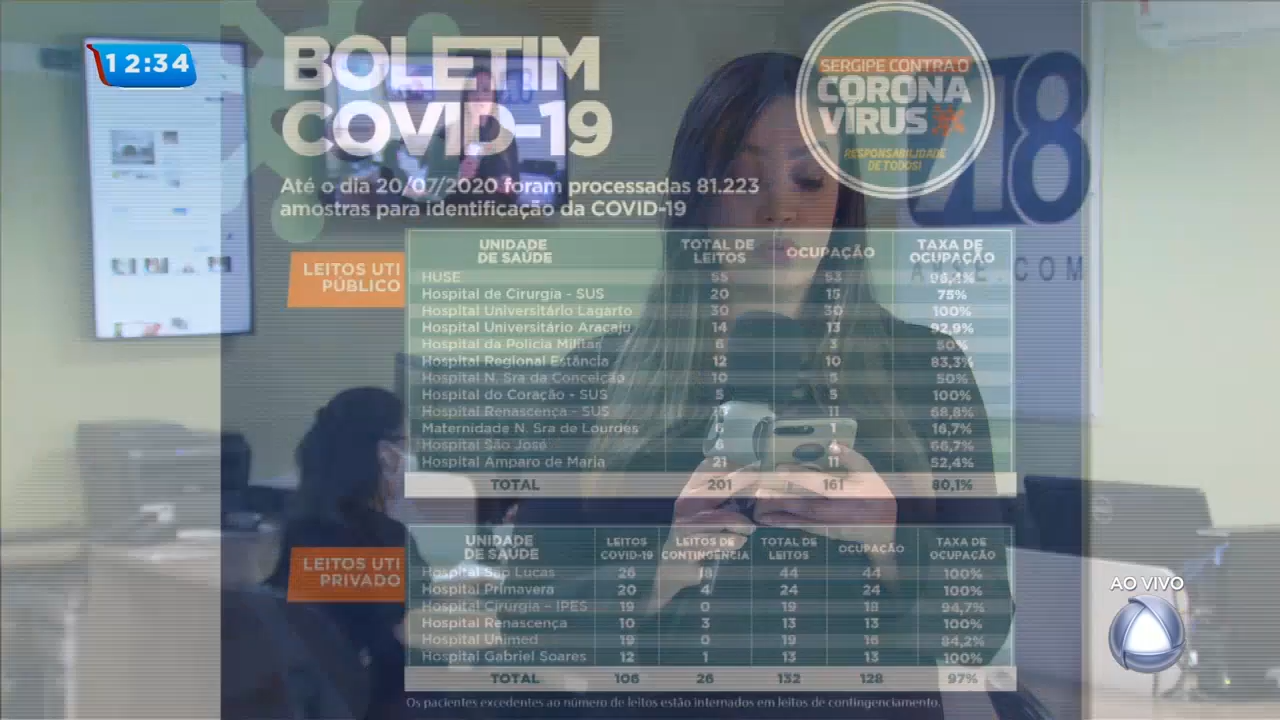 12:34
BOLETIM
COVID-19
SERGIPE CONTRA O
CORONA
VÍRUS
RESPONSABILIDADE
DE TODOS!
A8
Até o dia 20/07/2020 foram processadas 81.223
amostras para identificação da COVID-19
LEITOS UTI
PÚBLICO
UNIDADE DE SAÚDE TOTAL DE LEITOS OCUPAÇÃO TAXA DE OCUPAÇÃO
HUSE 55 53 96,4%
Hospital de Cirurgia - SUS 20 15 75%
Hospital Universitário Lagarto 30 30 100%
Hospital Universitário Aracaju 14 13 92,9%
Hospital da Polícia Militar 6 3 50%
Hospital Regional Estância 12 10 83,3%
Hospital N. Sra da Conceição 10 5 50%
Hospital do Coração - SUS 5 5 100%
Hospital Renascença - SUS 11 68,8%
Maternidade N. Sra de Lourdes 6 1 16,7%
Hospital São José 6 4 66,7%
Hospital Amparo de Maria 21 11 52,4%
TOTAL 201 161 80,1%
.COM
LEITOS UTI
PRIVADO
UNIDADE DE SAÚDE LEITOS COVID-19 LEITOS DE CONTINGÊNCIA TOTAL DE LEITOS OCUPAÇÃO TAXA DE OCUPAÇÃO
Hospital São Lucas 26 18 44 44 100%
Hospital Primavera 20 4 24 24 100%
Hospital Cirurgia – IPES 19 0 19 18 94,7%
Hospital Renascença 10 3 13 13 100%
Hospital Unimed 19 0 19 16 84,2%
Hospital Gabriel Soares 12 1 13 13 100%
TOTAL 106 26 132 128 97%
Os pacientes excedentes ao número de leitos estão internados em leitos de contingenciamento.
AO VIVO